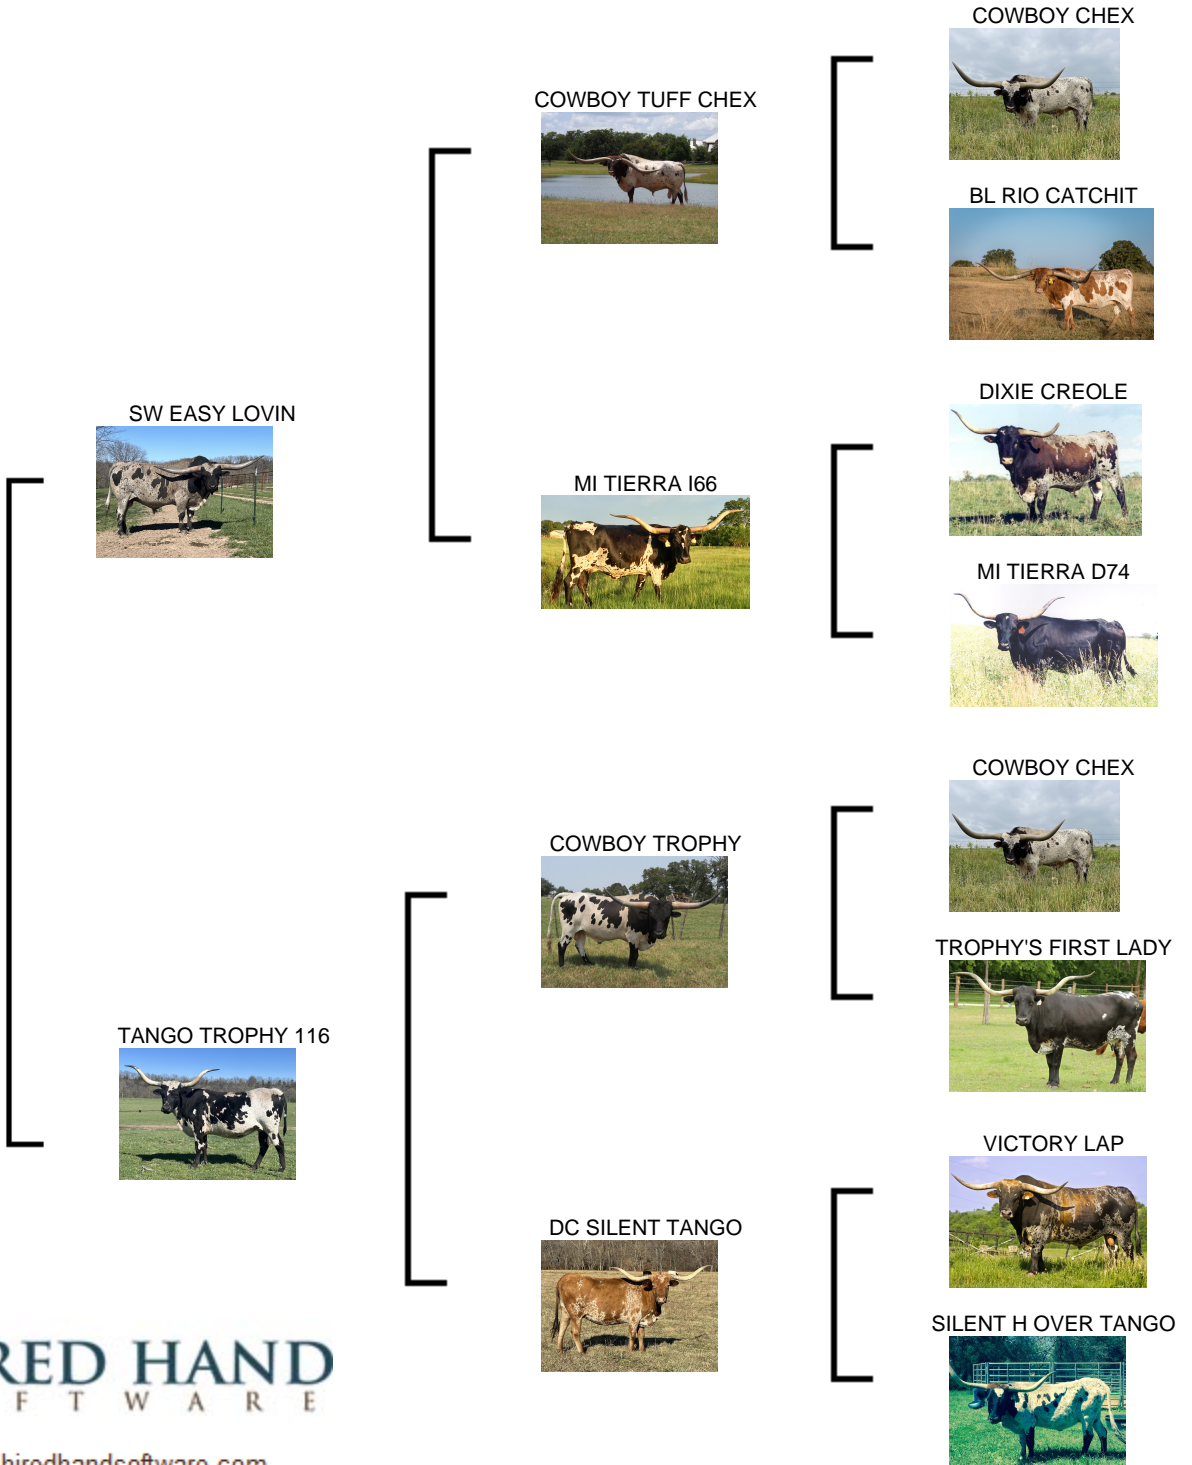 COWBOY CHEX
COWBOY TUFF CHEX
BL RIO CATCHIT
SW EASY LOVIN
DIXIE CREOLE
MI TIERRA I66
MI TIERRA D74
COWBOY CHEX
COWBOY TROPHY
TROPHY'S FIRST LADY
TANGO TROPHY 116
VICTORY LAP
DC SILENT TANGO
SILENT H OVER TANGO
RED HAND
F T W A R E
hiredhandsoftware.com